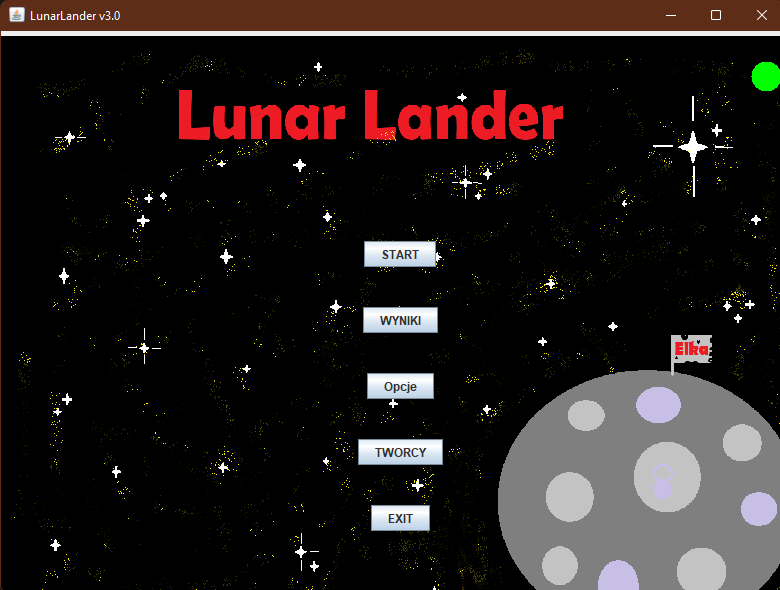 LunarLander v3.0
Lunar Lander
START
WYNIKI
Elka
Opcje
TWORCY
EXIT